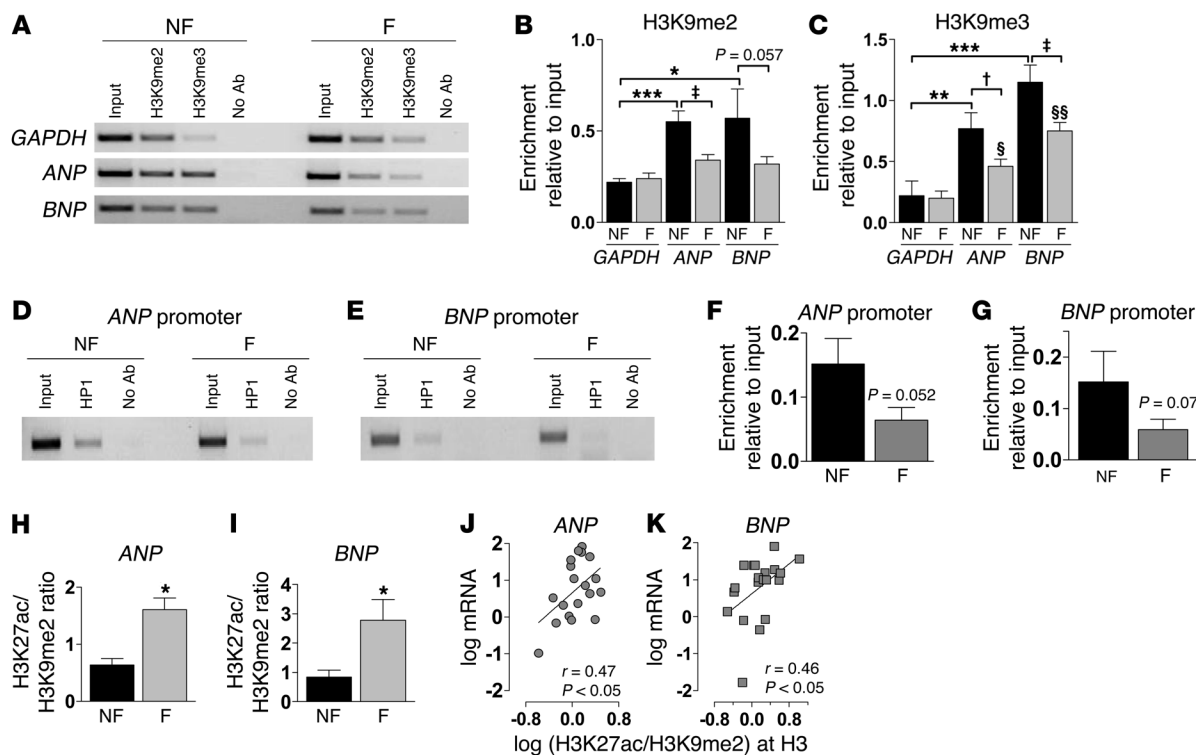 A
NF
F
Input
H3K9me2
H3K9me3
No Ab
Input
H3K9me2
H3K9me3
No Ab
GAPDH
ANP
BNP
B
H3K9me2
Enrichment
relative to input
1.0
0.5
0.0
*
***
‡
P = 0.057
NF F NF F NF F
GAPDH ANP BNP
C
H3K9me3
Enrichment
relative to input
1.5
1.0
0.5
0.0
***
‡
**
†
§
§§
NF F NF F NF F
GAPDH ANP BNP
D
ANP promoter
NF
F
Input
HP1
No Ab
Input
HP1
No Ab
E
BNP promoter
NF
F
Input
HP1
No Ab
Input
HP1
No Ab
F
ANP promoter
Enrichment
relative to input
0.2
0.1
0.0
P = 0.052
NF F
G
BNP promoter
Enrichment
relative to input
0.2
0.1
0.0
P = 0.07
NF F
H
ANP
H3K27ac/
H3K9me2 ratio
2
1
0
*
NF F
I
BNP
H3K27ac/
H3K9me2 ratio
4
3
2
1
0
*
NF F
J
ANP
log mRNA
2
1
0
-1
-2
r = 0.47
P < 0.05
-0.8 0.0 0.8
K
BNP
log mRNA
2
1
0
-1
-2
r = 0.46
P < 0.05
-0.8 0.0 0.8
log (H3K27ac/H3K9me2) at H3